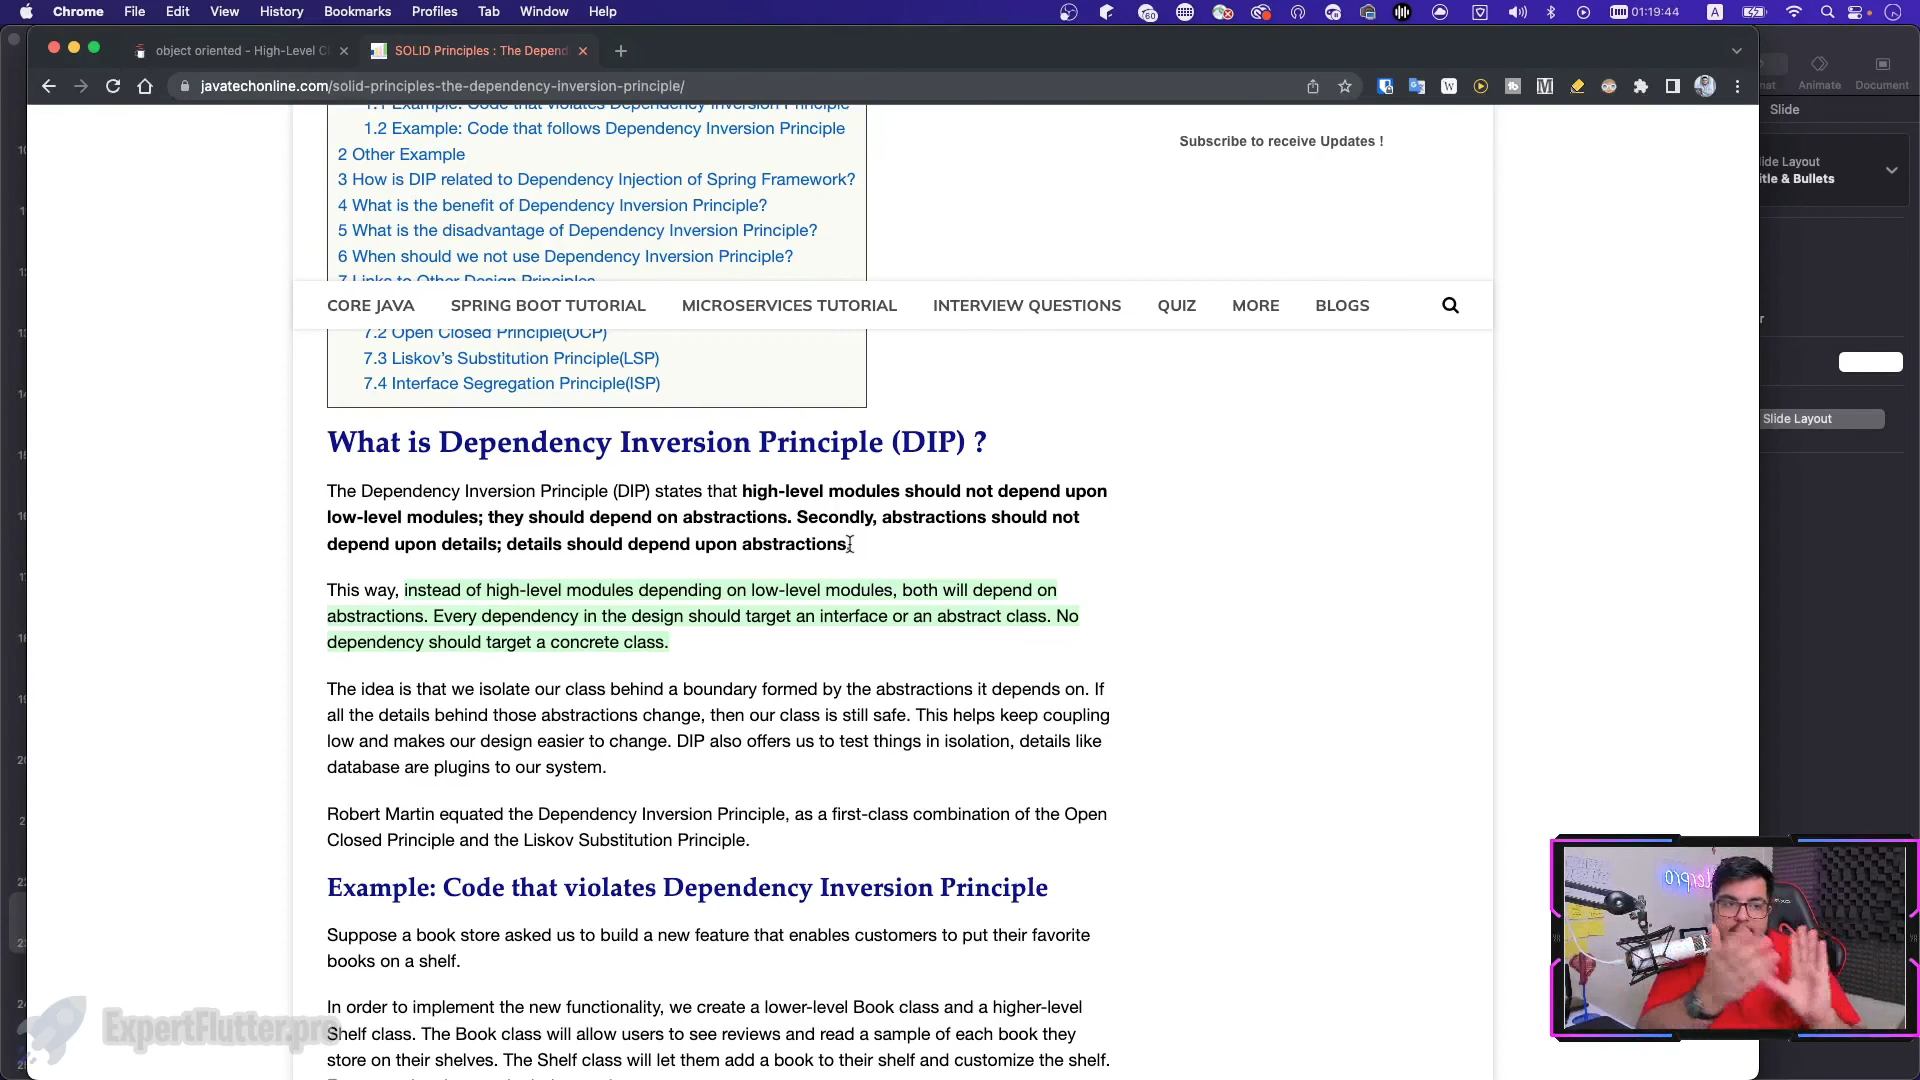 Chrome File Edit View History Bookmarks Profiles Tab Window Help
60
01:19:44
A
object oriented - High-Level Cl
SOLID Principles : The Depend
javatechonline.com/solid-principles-the-dependency-inversion-principle/
Animate
Document
Slide
Title & Bullets
Slide Layout
1.1 Example: Code that violates Dependency Inversion Principle
1.2 Example: Code that follows Dependency Inversion Principle
2 Other Example
3 How is DIP related to Dependency Injection of Spring Framework?
4 What is the benefit of Dependency Inversion Principle?
5 What is the disadvantage of Dependency Inversion Principle?
6 When should we not use Dependency Inversion Principle?
7 Links to Other Design Principles
Subscribe to receive Updates !
CORE JAVA SPRING BOOT TUTORIAL MICROSERVICES TUTORIAL INTERVIEW QUESTIONS QUIZ MORE BLOGS
7.2 Open Closed Principle(OCP)
7.3 Liskov’s Substitution Principle(LSP)
7.4 Interface Segregation Principle(ISP)
What is Dependency Inversion Principle (DIP) ?
The Dependency Inversion Principle (DIP) states that high-level modules should not depend upon
low-level modules; they should depend on abstractions. Secondly, abstractions should not
depend upon details; details should depend upon abstractions.
This way, instead of high-level modules depending on low-level modules, both will depend on
abstractions. Every dependency in the design should target an interface or an abstract class. No
dependency should target a concrete class.
The idea is that we isolate our class behind a boundary formed by the abstractions it depends on. If
all the details behind those abstractions change, then our class is still safe. This helps keep coupling
low and makes our design easier to change. DIP also offers us to test things in isolation, details like
database are plugins to our system.
Robert Martin equated the Dependency Inversion Principle, as a first-class combination of the Open
Closed Principle and the Liskov Substitution Principle.
Example: Code that violates Dependency Inversion Principle
Suppose a book store asked us to build a new feature that enables customers to put their favorite
books on a shelf.
In order to implement the new functionality, we create a lower-level Book class and a higher-level
Shelf class. The Book class will allow users to see reviews and read a sample of each book they
store on their shelves. The Shelf class will let them add a book to their shelf and customize the shelf.
ExpertFlutter.pro